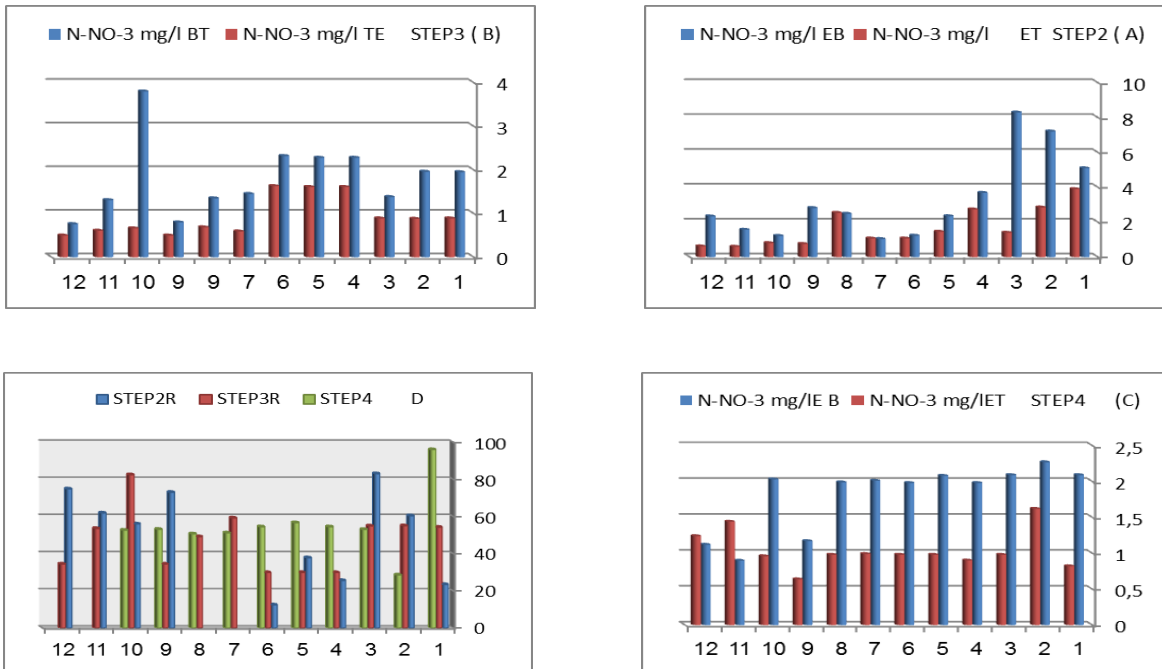 N-NO-3 mg/l BT N-NO-3 mg/l TE STEP3 ( B)
4
3
2
1
0
12 11 10 9 9 7 6 5 4 3 2 1
N-NO-3 mg/l EB N-NO-3 mg/l ET STEP2 ( A)
10
8
6
4
2
0
12 11 10 9 8 7 6 5 4 3 2 1
STEP2R STEP3R STEP4 D
100
80
60
40
20
0
12 11 10 9 8 7 6 5 4 3 2 1
N-NO-3 mg/lE B N-NO-3 mg/lET STEP4 (C)
2,5
2
1,5
1
0,5
0
12 11 10 9 8 7 6 5 4 3 2 1